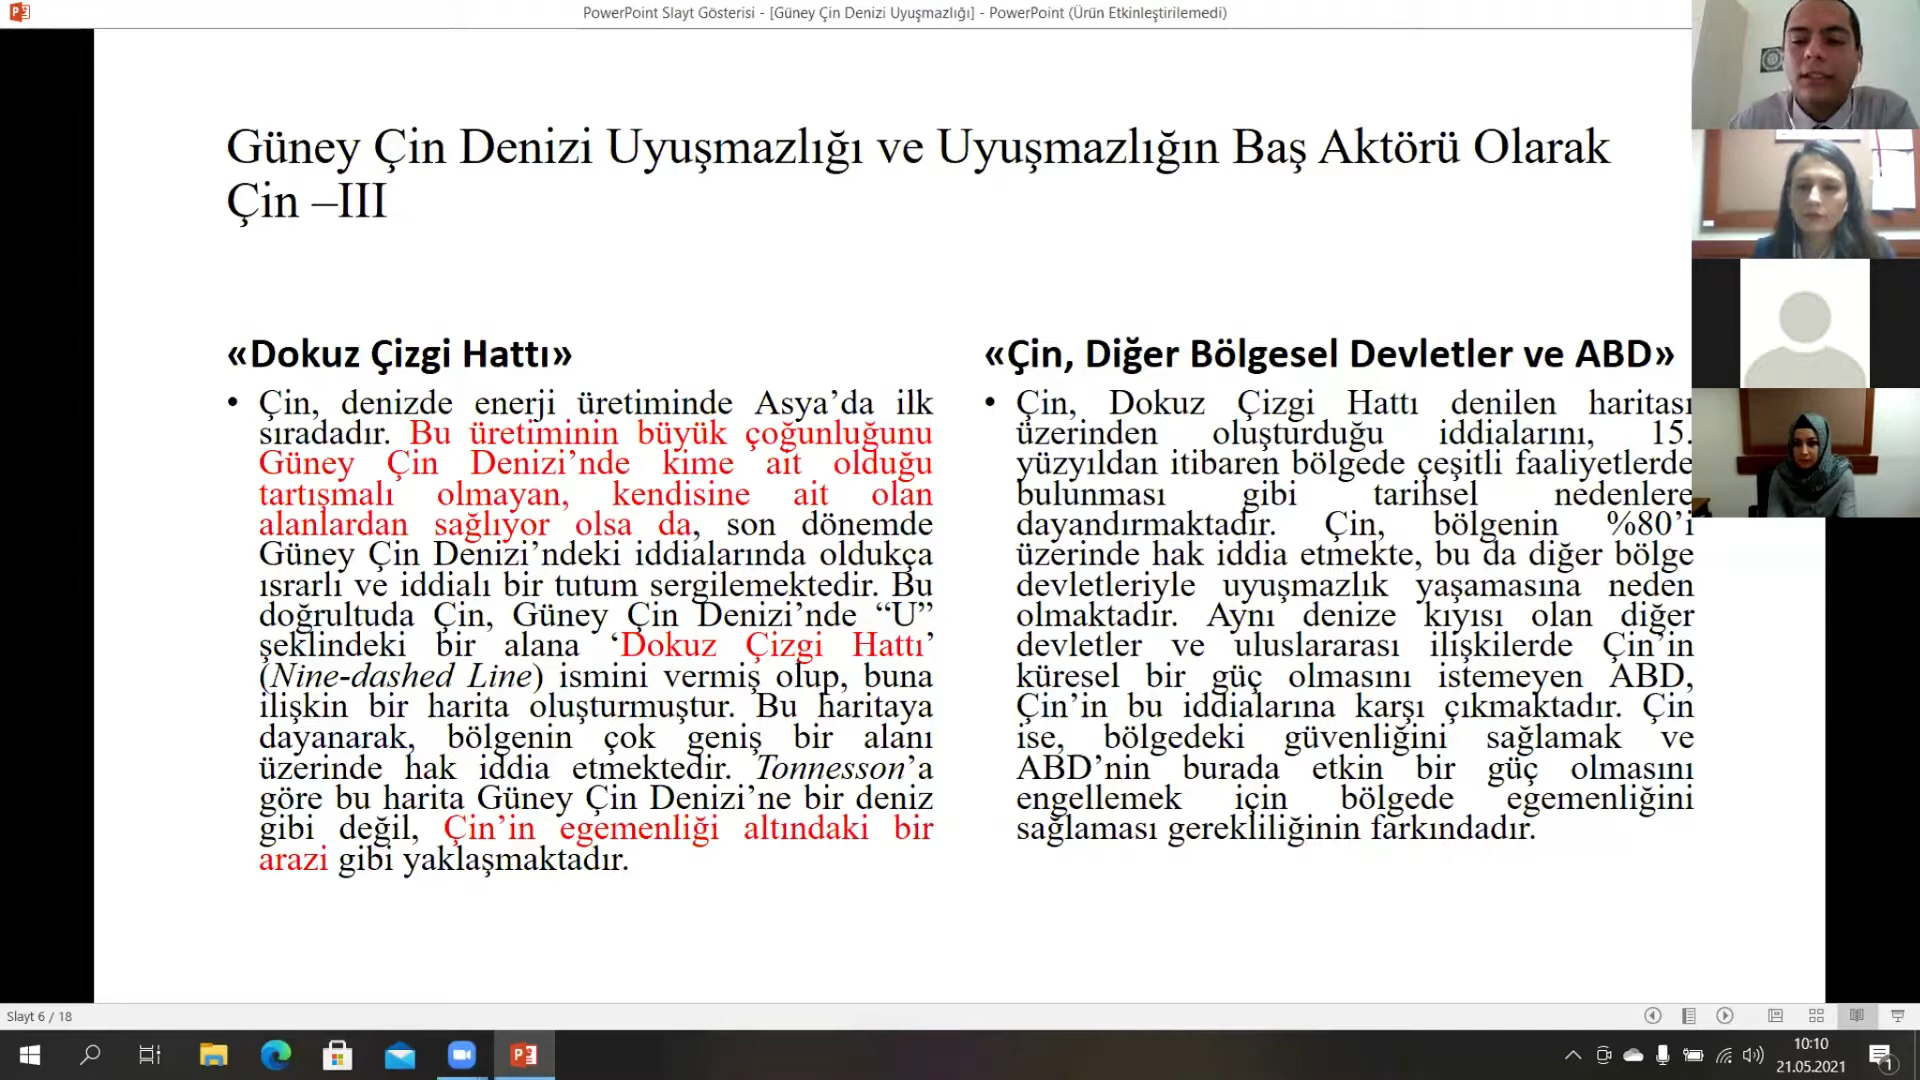 PowerPoint Slayt Gösterisi - [Güney Çin Denizi Uyuşmazlığı] - PowerPoint (Ürün Etkinleştirilemedi)
Güney Çin Denizi Uyuşmazlığı ve Uyuşmazlığın Baş Aktörü Olarak
Çin –III
«Dokuz Çizgi Hattı»
• Çin, denizde enerji üretiminde Asya’da ilk
sıradadır. Bu üretiminin büyük çoğunluğunu
Güney Çin Denizi’nde kime ait olduğu
tartışmalı olmayan, kendisine ait olan
alanlardan sağlıyor olsa da, son dönemde
Güney Çin Denizi’ndeki iddialarında oldukça
ısrarlı ve iddialı bir tutum sergilemektedir. Bu
doğrultuda Çin, Güney Çin Denizi’nde “U”
şeklindeki bir alana ‘Dokuz Çizgi Hattı’
(Nine-dashed Line) ismini vermiş olup, buna
ilişkin bir harita oluşturmuştur. Bu haritaya
dayanarak, bölgenin çok geniş bir alanı
üzerinde hak iddia etmektedir. Tonnesson’a
göre bu harita Güney Çin Denizi’ne bir deniz
gibi değil, Çin’in egemenliği altındaki bir
arazi gibi yaklaşmaktadır.
«Çin, Diğer Bölgesel Devletler ve ABD»
• Çin, Dokuz Çizgi Hattı denilen haritası
üzerinden oluşturduğu iddialarını, 15.
yüzyıldan itibaren bölgede çeşitli faaliyetlerde
bulunması gibi tarihsel nedenlere
dayandırmaktadır. Çin, bölgenin %80’i
üzerinde hak iddia etmekte, bu da diğer bölge
devletleriyle uyuşmazlık yaşamasına neden
olmaktadır. Aynı denize kıyısı olan diğer
devletler ve uluslararası ilişkilerde Çin’in
küresel bir güç olmasını istemeyen ABD,
Çin’in bu iddialarına karşı çıkmaktadır. Çin
ise, bölgedeki güvenliğini sağlamak ve
ABD’nin burada etkin bir güç olmasını
engellemek için bölgede egemenliğini
sağlaması gerekliliğinin farkındadır.
Slayt 6 / 18
10:10
21.05.2021
1